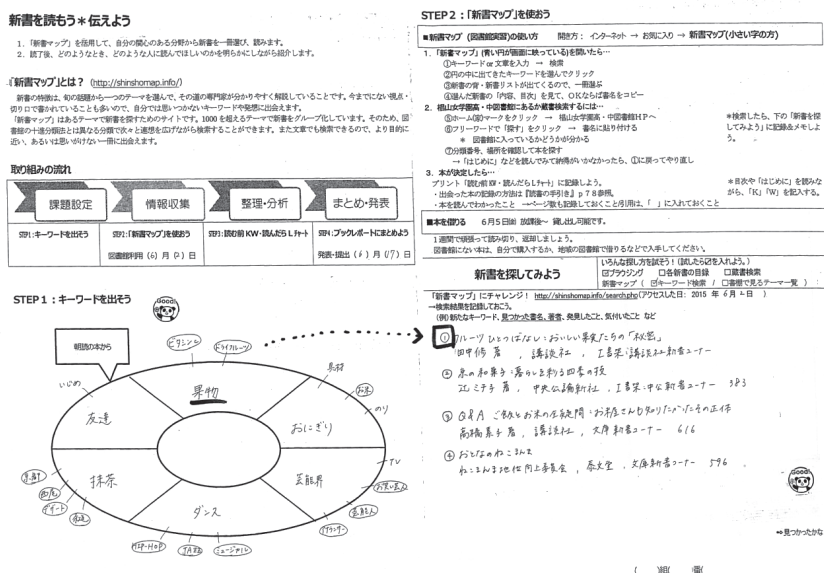 新書を読もう＊伝えよう
1．「新書マップ」を活用して、自分の関心のある分野から新書を一冊選び、読みます。
2．読了後、どのようなとき、どのような人に読んでほしいのかを明らかにしながら紹介します。
「新書マップ」とは？ (http://shinshomap.info/)
新書の特徴は、旬の話題から一つのテーマを選んで、その道の専門家が分かりやすく解説していることです。今までにない視点・
切り口で書かれていることも多いので、自分では思いつかないキーワードや発想に出会えます。
「新書マップ」はあるテーマで新書を探すためのサイトです。1000を超えるテーマで新書をグループ化しています。そのため、図
書館の十進分類法とは異なる分類で次々と連想を広げながら検索することができます。また文章でも検索できるので、より目的に
近い、あるいは思いがけない一冊に出会えます。
取り組みの流れ
課題設定
情報収集
整理・分析
まとめ・発表
STEP1：キーワードを出そう
STEP2：「新書マップ」を使おう
図書館利用（6）月（2）日
STEP3：読む前KW・読んだらLチャート
STEP4：ブックレポートにまとめよう
発表・提出（6）月（17）日
STEP１：キーワードを出そう
Good!
朝読の本から
ビタミン
ドライフルーツ
いじめ
果物
具材
お米
のり
友達
おにぎり
京都
西尾
デザート
抹茶
芸能界
TV
お笑い芸人
芸能人
アナウンサー
ダンス
HIP-HOP
JAZZ
ミュージカル
STEP２：「新書マップ」を使おう
■新書マップ（図書館実習）の使い方 開き方： インターネット → お気に入り → 新書マップ(小さい字の方)
1．「新書マップ」（青い円が画面に映っている）を開いたら…
①キーワード or 文章を入力 → 検索
②円の中に出てきたキーワードを選んでクリック
③新書の背・新書リストが出てくるので、一冊選ぶ
④選んだ新書の「内容、目次」を見て、OKならば書名をコピー
2．椙山女学園高・中図書館にあるか蔵書検索するには…
⑤ホーム(家)マークをクリック → 椙山女学園高・中図書館HPへ
⑥フリーワードで「探す」をクリック → 書名に貼り付ける
＊ 図書館に入っているかどうかが分かる
⑦分類番号、場所を確認して本を探す
→「はじめに」などを読んでみて納得がいかなかったら、①に戻ってやり直し
＊検索したら、下の「新書を探
してみよう」に記録＆メモしよ
う。
3．本が決定したら…
プリント「読む前KW・読んだらLチャート」に記録しよう。
・出会った本の記録の方法は『読書の手引き』p78参照。
・本を読んでわかったこと →ページ数も記録しておくこと/引用は、「 」に入れておくこと
＊目次や「はじめに」を読みな
がら、「K」「W」を記入する。
■本を借りる 6月5日(金) 放課後～ 貸し出し可能です。
1週間で頑張って読み切り、返却しましょう。
図書館にない本は、自分で購入するか、地域の図書館で借りるなどで入手してください。
新書を探してみよう
いろんな探し方を試そう！（試したら☑を入れよう。）
☑ブラウジング □各新書の目録 □蔵書検索
新書マップ（ ☑キーワード検索 / □書棚で見るテーマ一覧 ）
「新書マップ」にチャレンジ！ http://shinshomap.info/search.php（アクセスした日： 2015 年 6月 2日 ）
→検索結果を記録しておこう。
(例)新たなキーワード、見つかった書名、著者、発見したこと、気付いたこと など
① フルーツひとつばなし：おいしい果実たちの「秘密」
田中修 著 , 講談社 , 1書架：講談社新書コーナー
② 京の和菓子：暮らしを彩る四季の技
辻ミチ子 著 , 中央公論新社 , 1書架：中公新書コーナー 383
③ Q&A ご飯とお米の全疑問：お米屋さんも知りたかったその正体
高橋素子 著 , 講談社 , 文庫新書コーナー 616
④ おとなのねこまんま
ねこまんま地位向上委員会 , 泰文堂 , 文庫新書コーナー 596
Good!
⇒見つかったかな
( )組( )番(